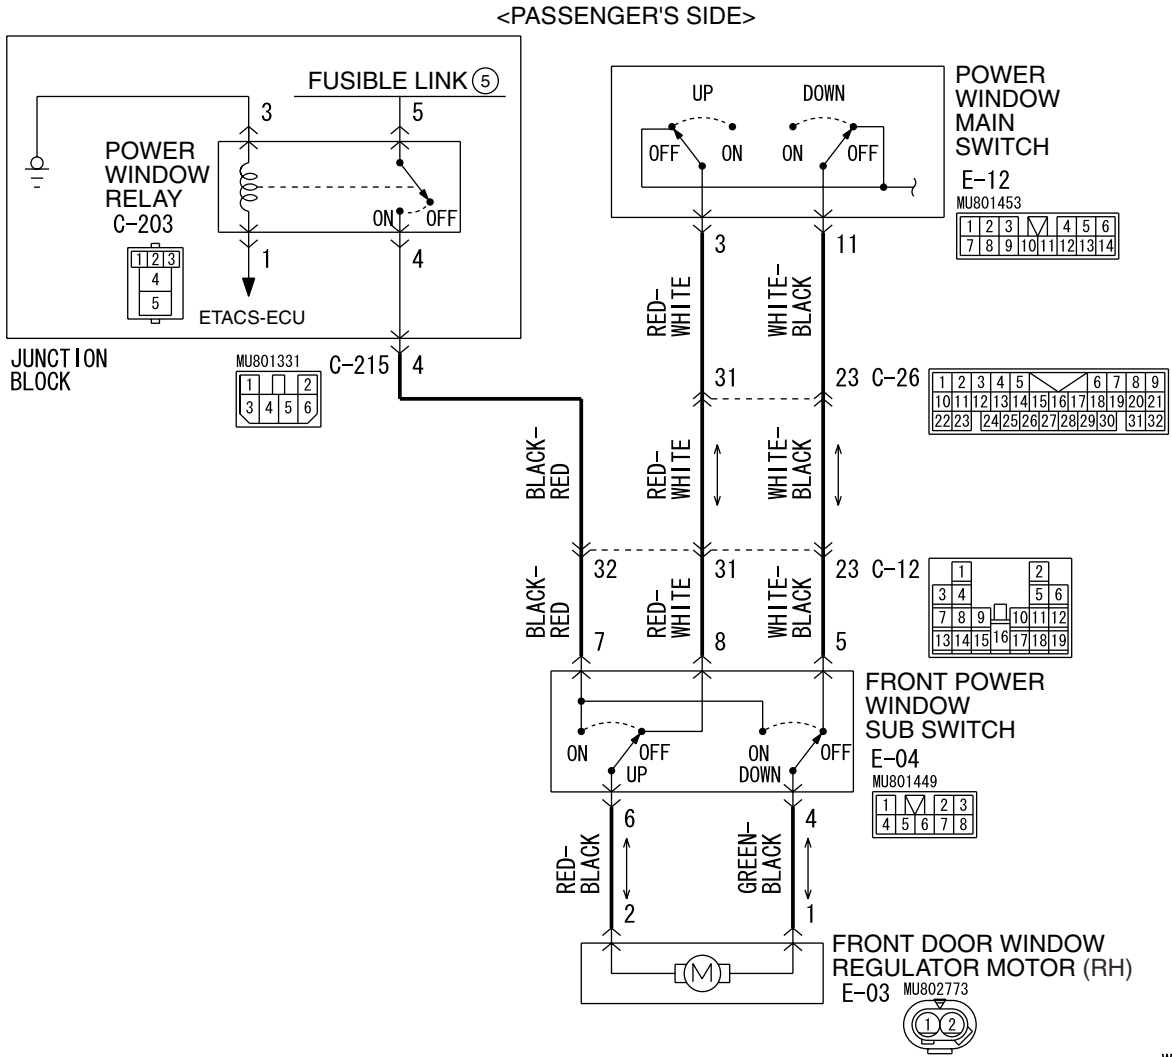 <PASSENGER'S SIDE>
FUSIBLE LINK 5
3
5
POWER
WINDOW
RELAY
C-203
ON
OFF
1
4
1 2 3
4
5
ETACS-ECU
JUNCTION
BLOCK
MU801331
1 2
3 4 5 6
C-215
4
UP
DOWN
OFF
ON
ON
OFF
POWER
WINDOW
MAIN
SWITCH
E-12
MU801453
1 2 3 4 5 6
7 8 9 10 11 12 13 14
3
11
RED-
WHITE
WHITE-
BLACK
31
23
C-26
1 2 3 4 5 6 7 8 9
10 11 12 13 14 15 16 17 18 19 20 21
22 23 24 25 26 27 28 29 30 31 32
BLACK-
RED
RED-
WHITE
WHITE-
BLACK
32
31
23
C-12
1 2
3 4 5 6
7 8 9 10 11 12
13 14 15 16 17 18 19
BLACK-
RED
RED-
WHITE
WHITE-
BLACK
7
8
5
ON
OFF
UP
ON
DOWN
OFF
FRONT POWER
WINDOW
SUB SWITCH
E-04
MU801449
1 2 3
4 5 6 7 8
6
4
RED-
BLACK
GREEN-
BLACK
2
1
M
FRONT DOOR WINDOW
REGULATOR MOTOR (RH)
E-03
MU802773
1 2